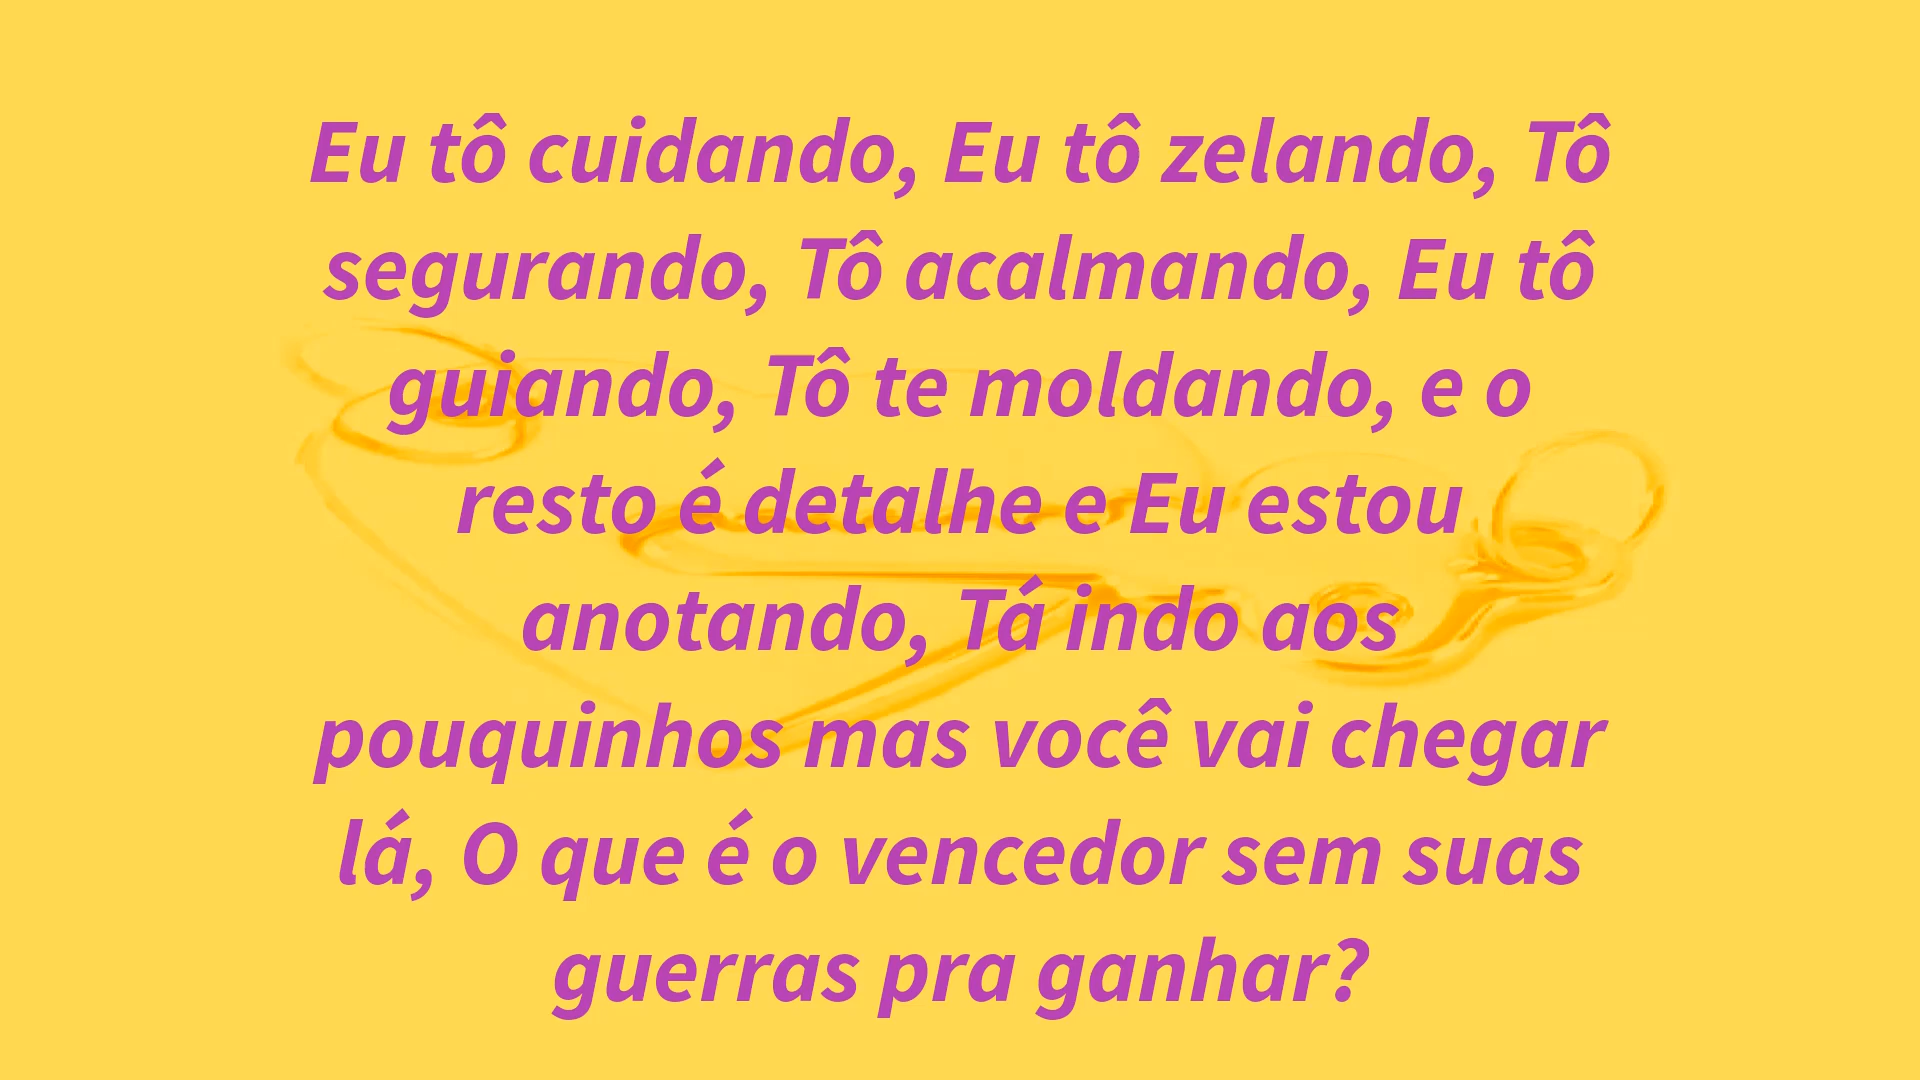 Eu tô cuidando, Eu tô zelando, Tô
segurando, Tô acalmando, Eu tô
guiando, Tô te moldando, e o
resto é detalhe e Eu estou
anotando, Tá indo aos
pouquinhos mas você vai chegar
lá, O que é o vencedor sem suas
guerras pra ganhar?